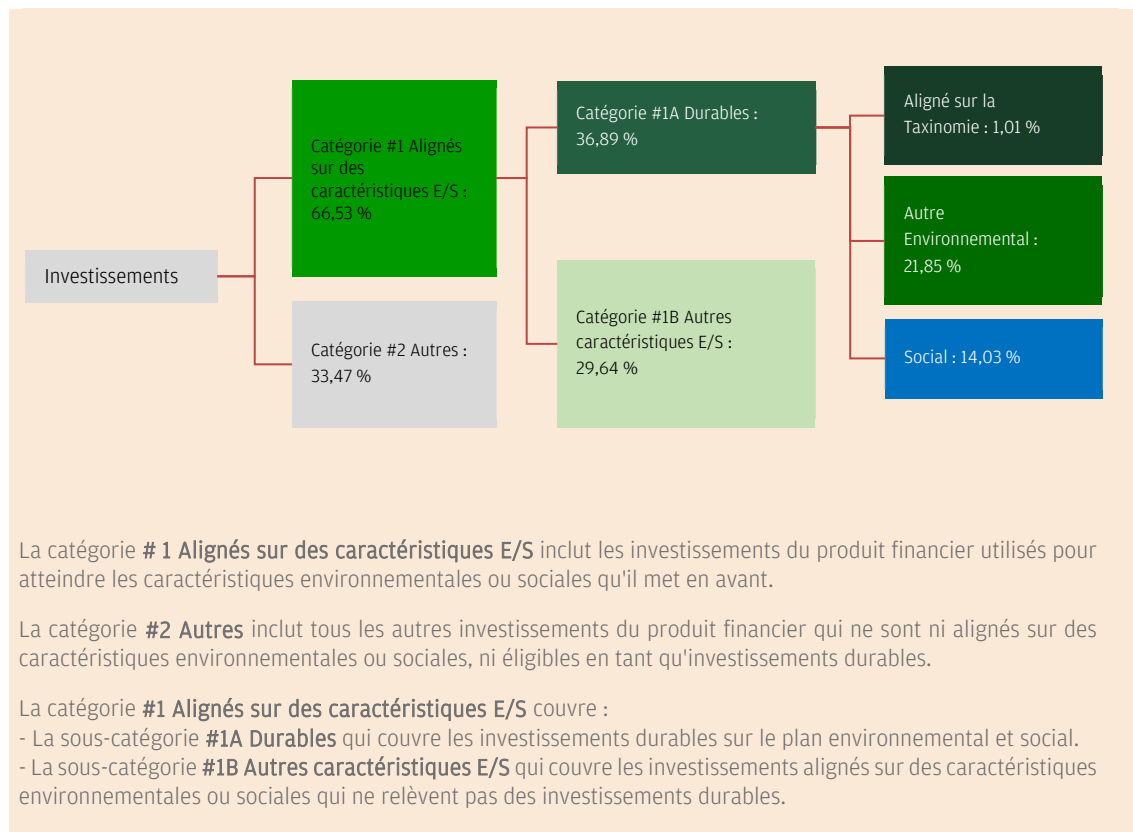 Investissements
Catégorie #1 Alignés
sur des
caractéristiques E/S :
66,53 %
Catégorie #2 Autres :
33,47 %
Catégorie #1A Durables :
36,89 %
Catégorie #1B Autres
caractéristiques E/S :
29,64 %
Aligné sur la
Taxinomie : 1,01 %
Autre
Environnemental :
21,85 %
Social : 14,03 %
La catégorie # 1 Alignés sur des caractéristiques E/S inclut les investissements du produit financier utilisés pour
atteindre les caractéristiques environnementales ou sociales qu'il met en avant.
La catégorie #2 Autres inclut tous les autres investissements du produit financier qui ne sont ni alignés sur des
caractéristiques environnementales ou sociales, ni éligibles en tant qu'investissements durables.
La catégorie #1 Alignés sur des caractéristiques E/S couvre :
- La sous-catégorie #1A Durables qui couvre les investissements durables sur le plan environnemental et social.
- La sous-catégorie #1B Autres caractéristiques E/S qui couvre les investissements alignés sur des caractéristiques
environnementales ou sociales qui ne relèvent pas des investissements durables.